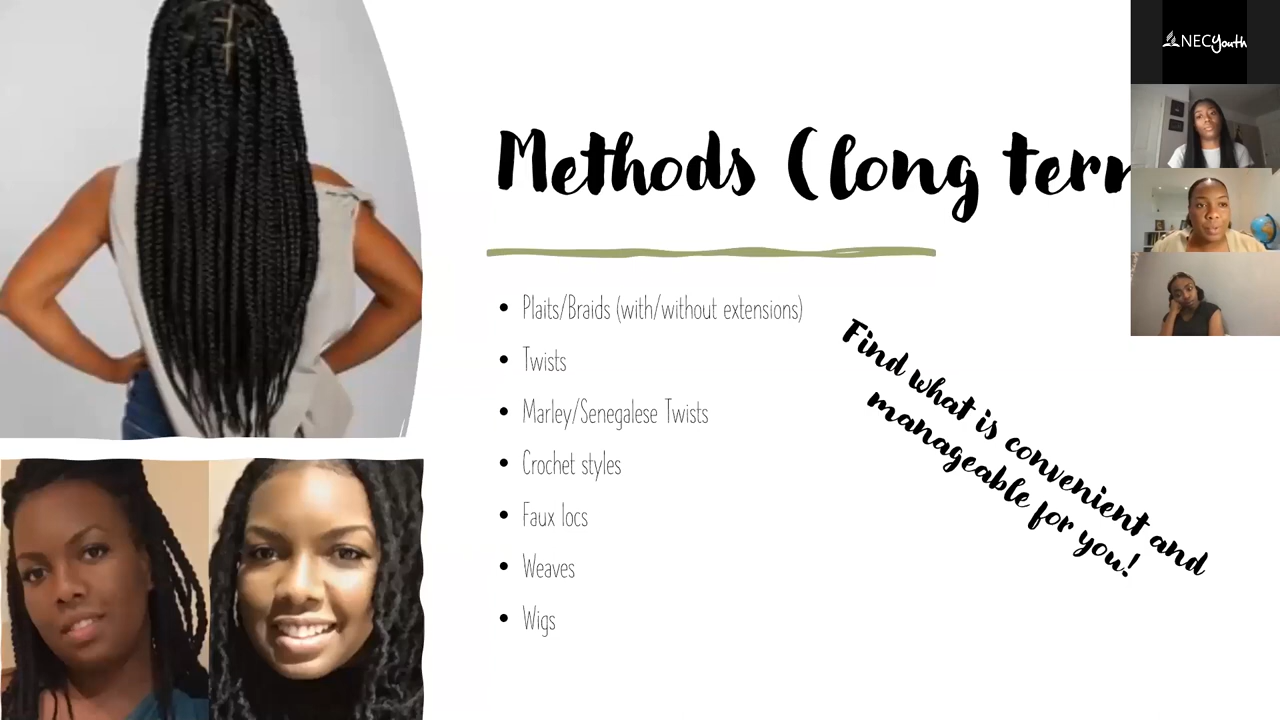 NECYouth
Methods (long term
• Plaits/Braids (with/without extensions)
• Twists
• Marley/Senegalese Twists
• Crochet styles
• Faux locs
• Weaves
• Wigs
Find what is convenient and
manageable for you!